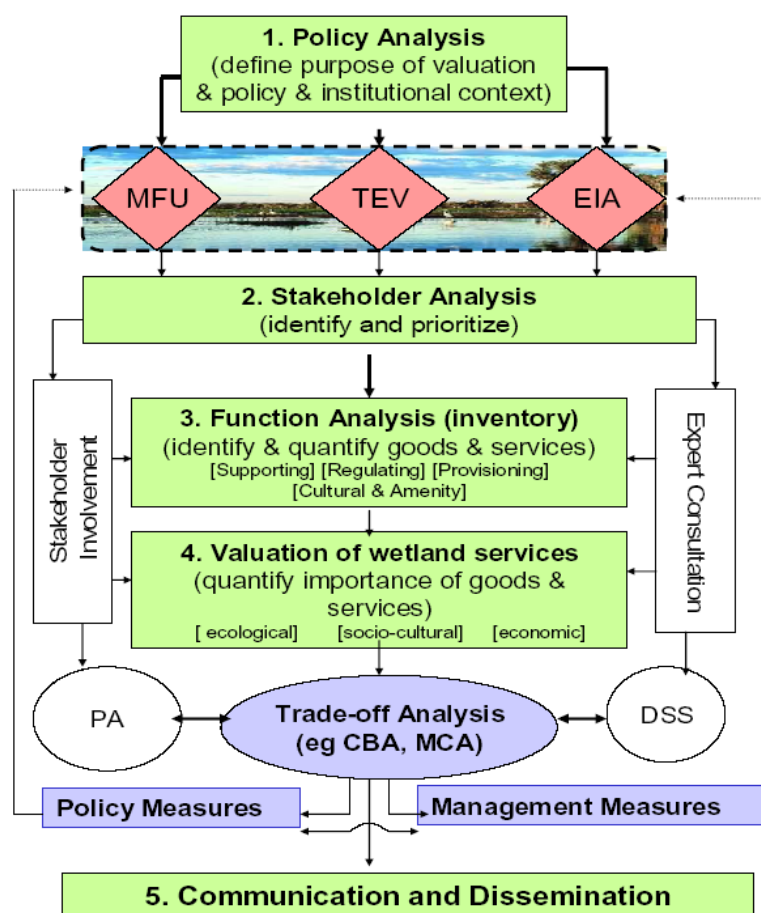 1. Policy Analysis
(define purpose of valuation
& policy & institutional context)
MFU
TEV
EIA
2. Stakeholder Analysis
(identify and prioritize)
Stakeholder
Involvement
3. Function Analysis (inventory)
(identify & quantify goods & services)
[Supporting] [Regulating] [Provisioning]
[Cultural & Amenity]
Expert Consultation
4. Valuation of wetland services
(quantify importance of goods &
services)
[ ecological] [socio-cultural] [economic]
PA
Trade-off Analysis
(eg CBA, MCA)
DSS
Policy Measures
Management Measures
5. Communication and Dissemination